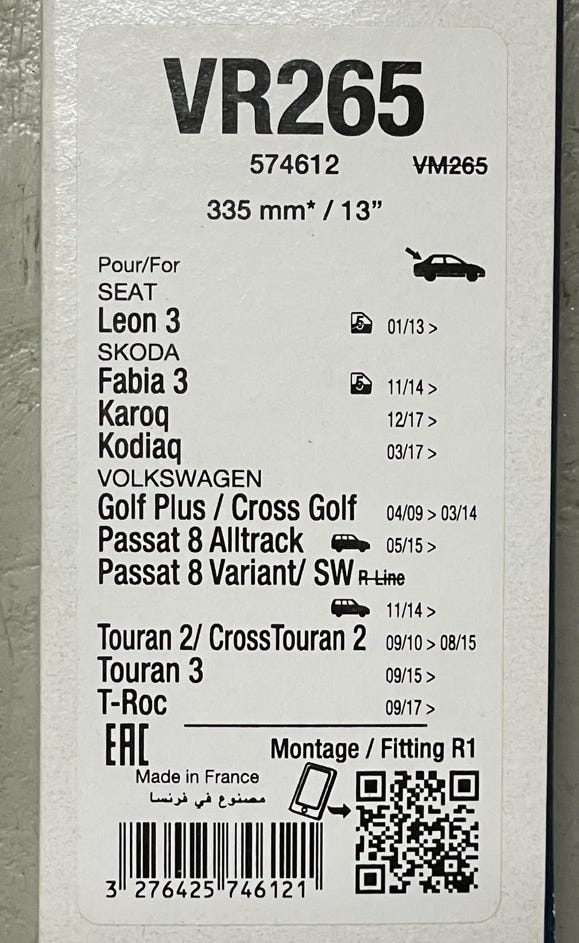 VR265
574612 VM265
335 mm* / 13”
Pour/For
SEAT
Leon 3 5 01/13 >
SKODA
Fabia 3 5 11/14 >
Karoq 12/17 >
Kodiaq 03/17 >
VOLKSWAGEN
Golf Plus / Cross Golf 04/09 > 03/14
Passat 8 Alltrack 05/15 >
Passat 8 Variant/ SW R-Line
11/14 >
Touran 2/ CrossTouran 2 09/10 > 08/15
Touran 3 09/15 >
T-Roc 09/17 >
EAC
Montage / Fitting R1
Made in France
مصنوع في فرنسا
3 276425 746121